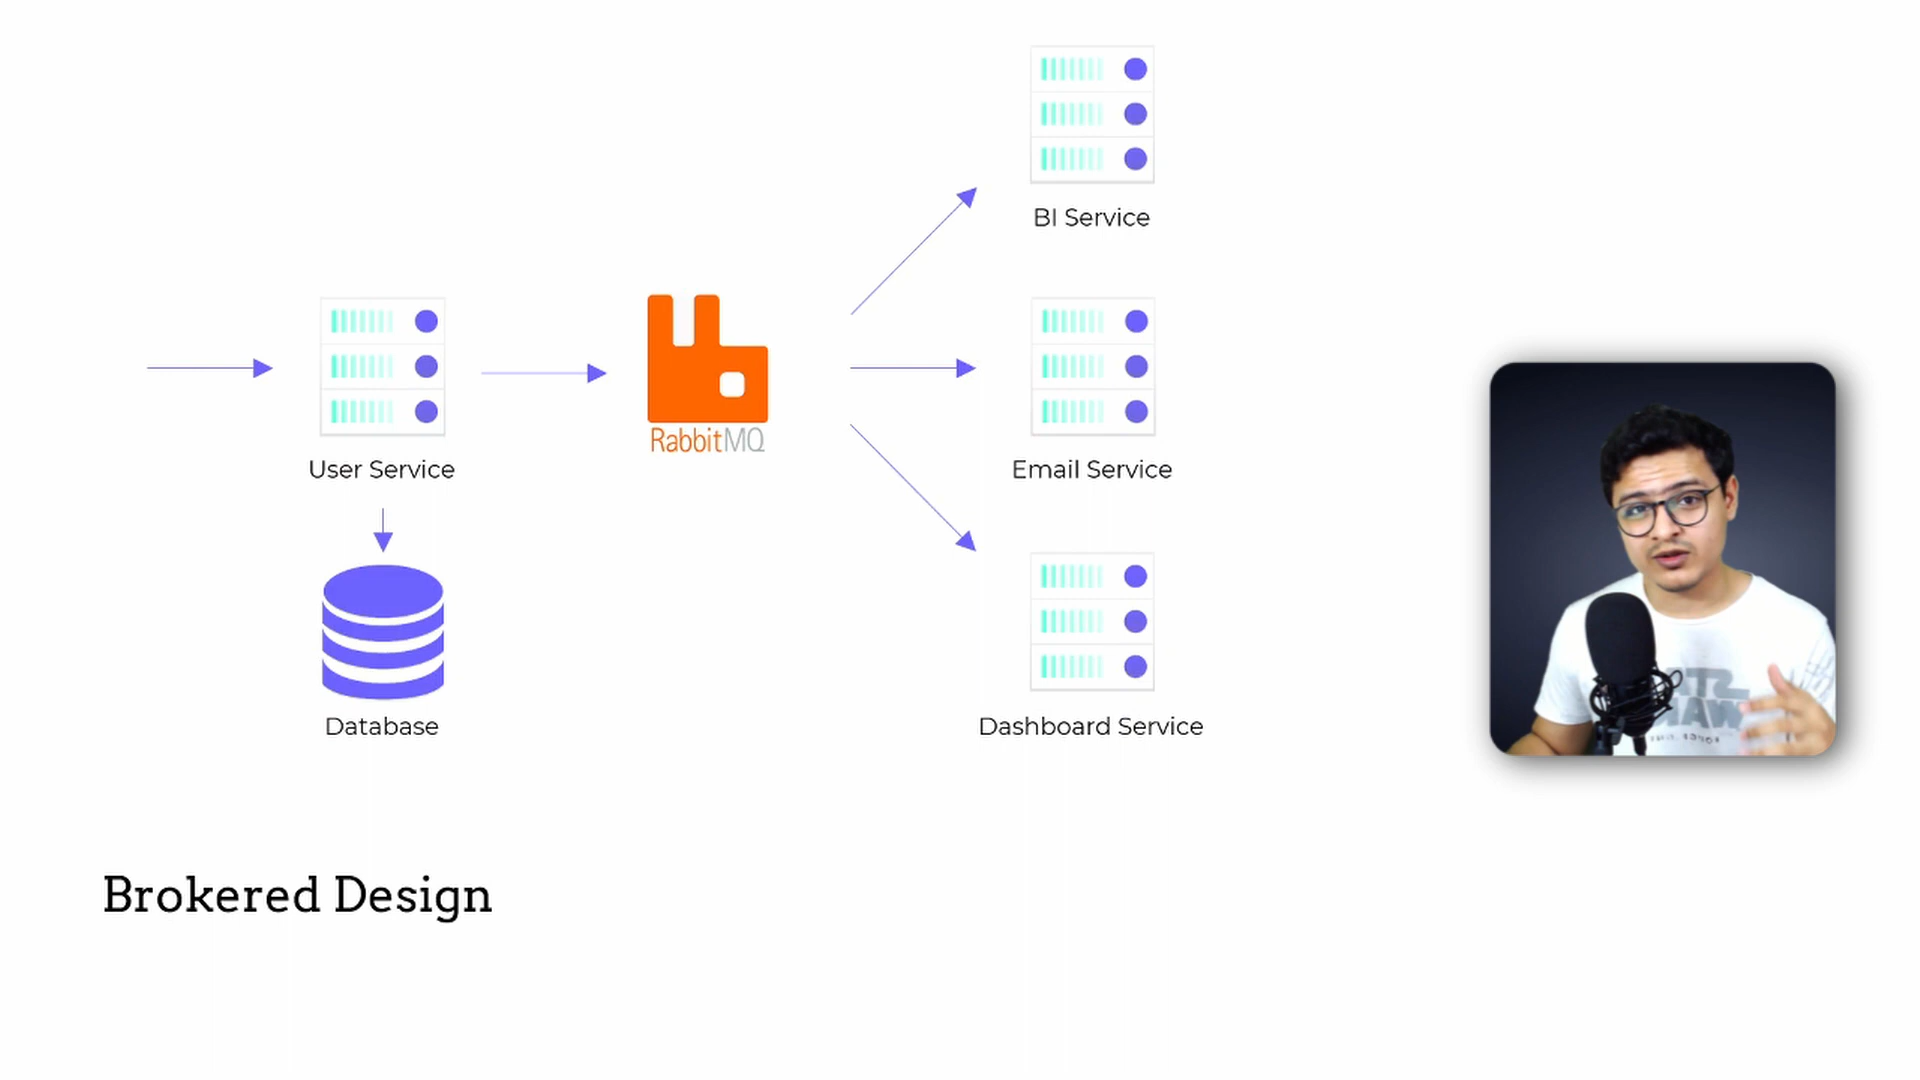 BI Service
RabbitMQ
User Service
Email Service
Database
Dashboard Service
Brokered Design